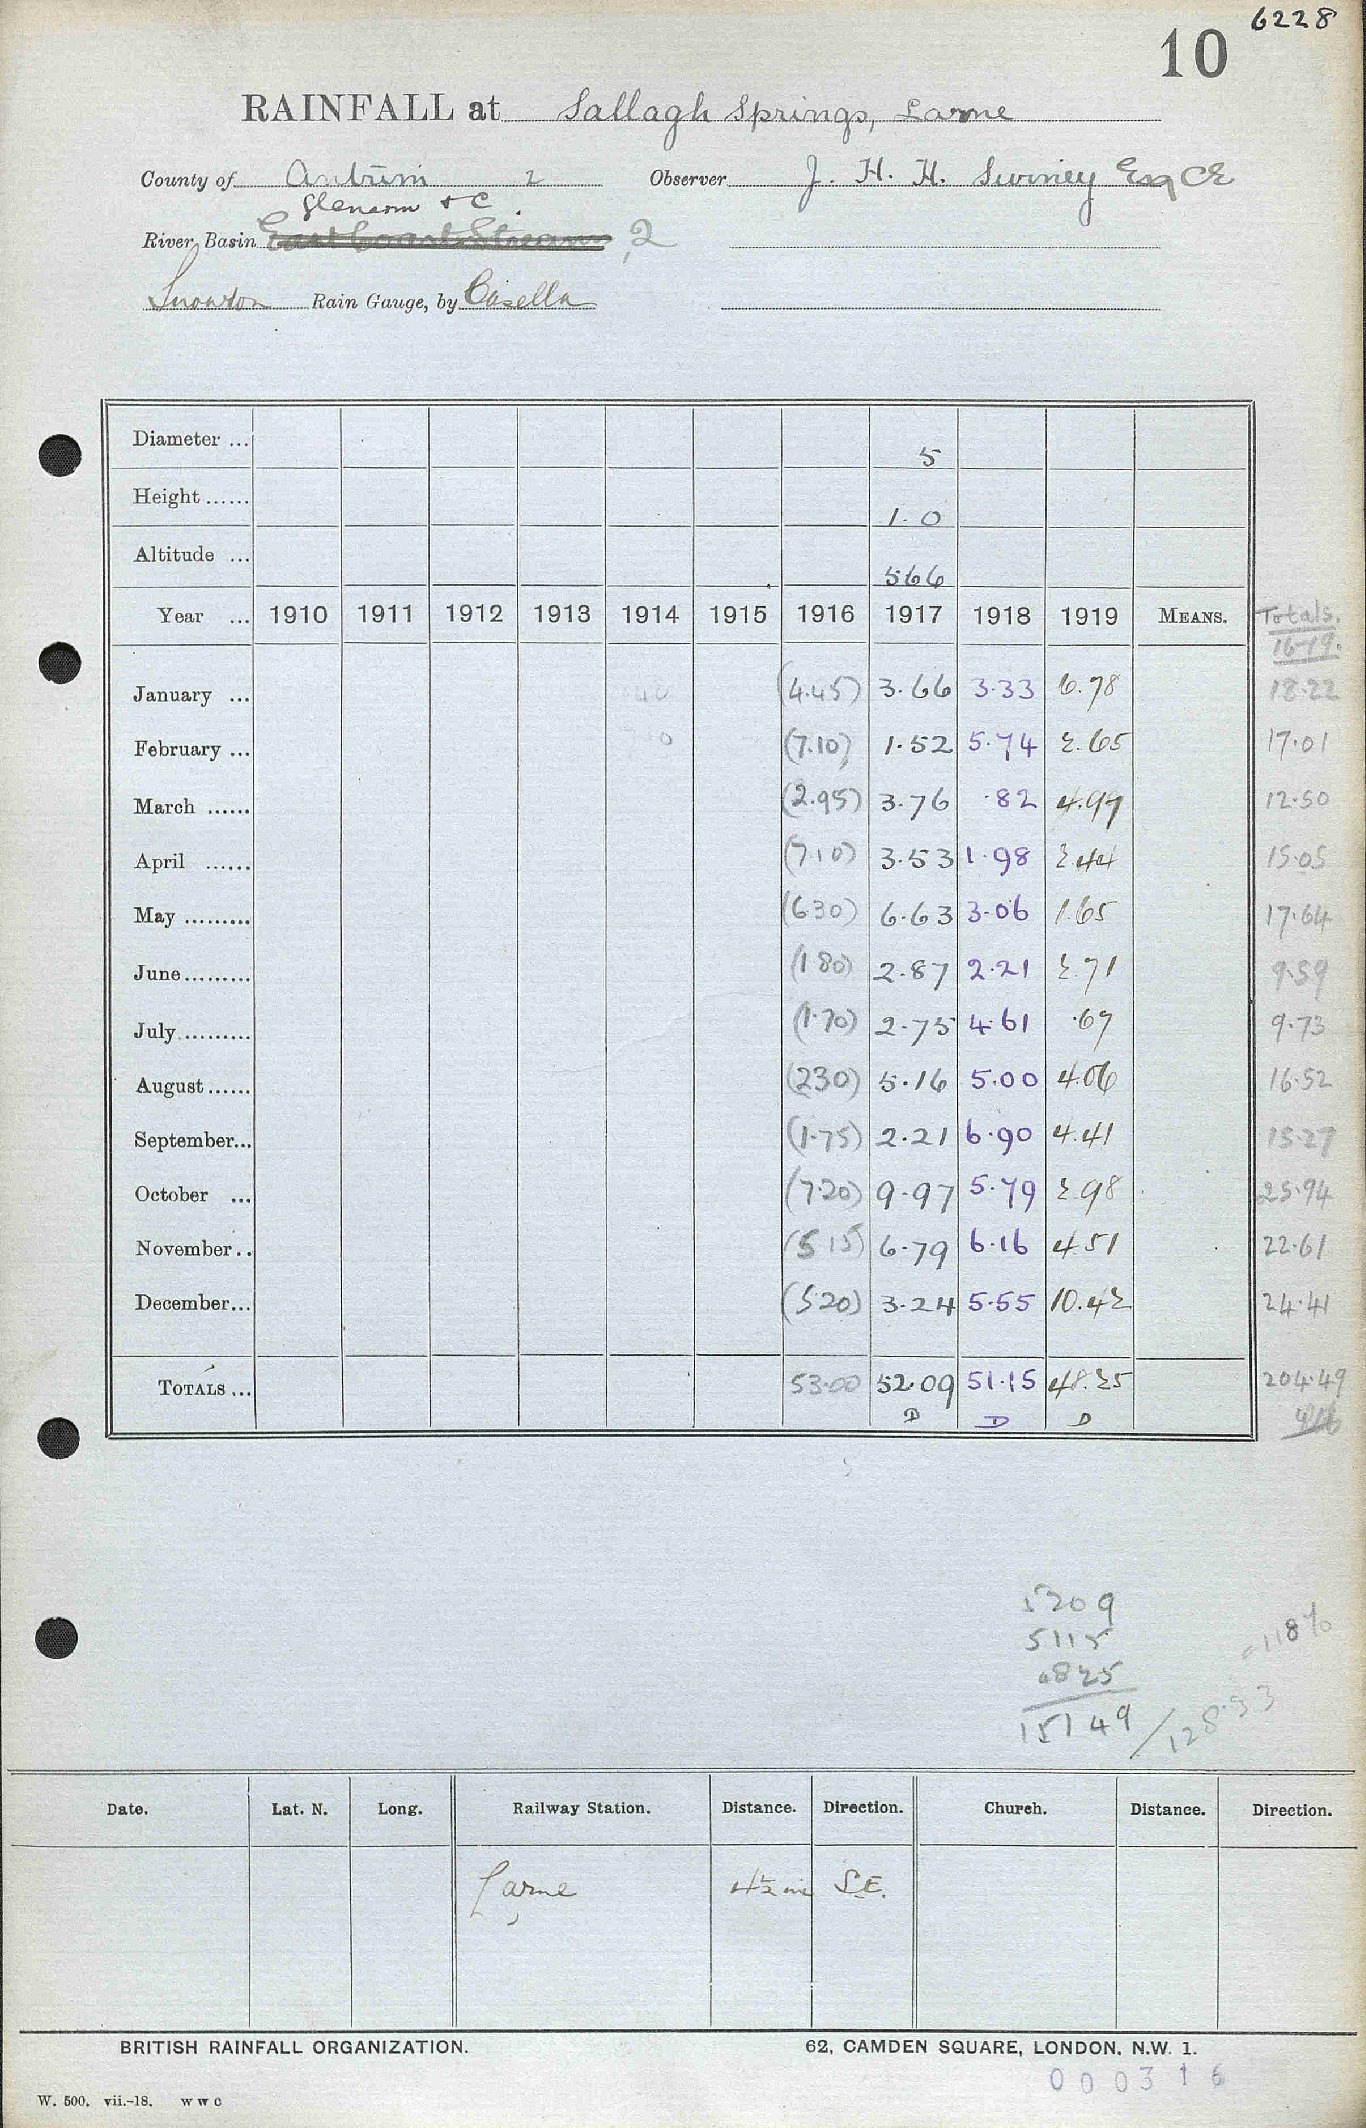 6228
10
RAINFALL at Sallagh Springs, Larne
County of Antrim 2 Observer J. H. H. Swiney Esq CE
Glenarm & C.
River Basin East Coast Streams, 2
Snowdon Rain Gauge, by Casella
Diameter ... 5
Height ...... 1.0
Altitude ... 566
Year ... 1910 1911 1912 1913 1914 1915 1916 1917 1918 1919 MEANS. Totals.
16-19.
January ... (4.45) 3.66 3.33 6.78 18.22
February ... (7.10) 1.52 5.74 2.65 17.01
March ...... (2.95) 3.76 .82 4.97 12.50
April ...... (7.10) 3.53 1.98 2.44 15.05
May ......... (6.30) 6.63 3.06 1.65 17.64
June ......... (1.80) 2.87 2.21 2.71 9.59
July ......... (1.70) 2.75 4.61 .67 9.73
August ...... (2.30) 5.16 5.00 4.06 16.52
September... (1.75) 2.21 6.90 4.41 15.27
October ... (7.20) 9.97 5.79 2.98 25.94
November .. (5.15) 6.79 6.16 4.51 22.61
December... (5.20) 3.24 5.55 10.42 24.41
TOTALS ... 53.00 52.09 51.15 48.25 204.49
D D D
5209
5115
4825
15149 / 128.93
= 118%
Date. Lat. N. Long. Railway Station. Distance. Direction. Church. Distance. Direction.
Larne 4½ mi S.E.
BRITISH RAINFALL ORGANIZATION. 62, CAMDEN SQUARE, LONDON. N.W. 1.
000316
W. 500. vii.-18. w w c